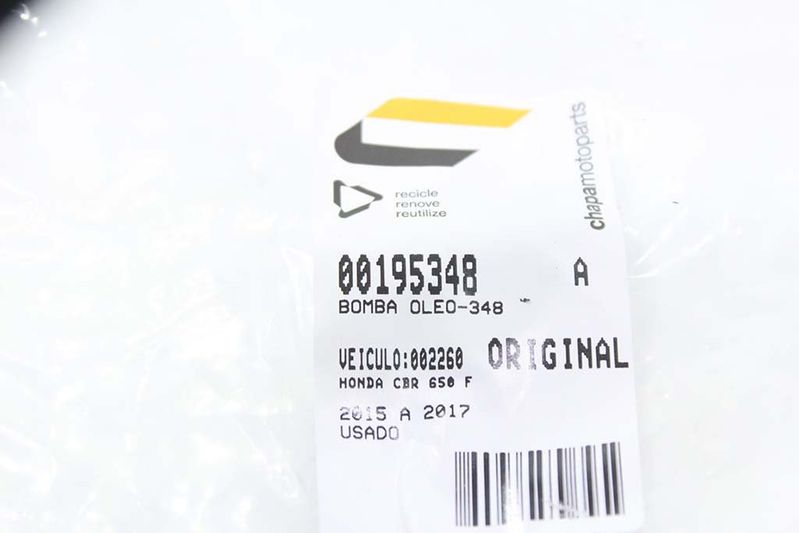 chapamotoparts
recicle
renove
reutilize
00195348 A
BOMBA OLEO-348
VEICULO:002260 ORIGINAL
HONDA CBR 650 F
2015 A 2017
USADO